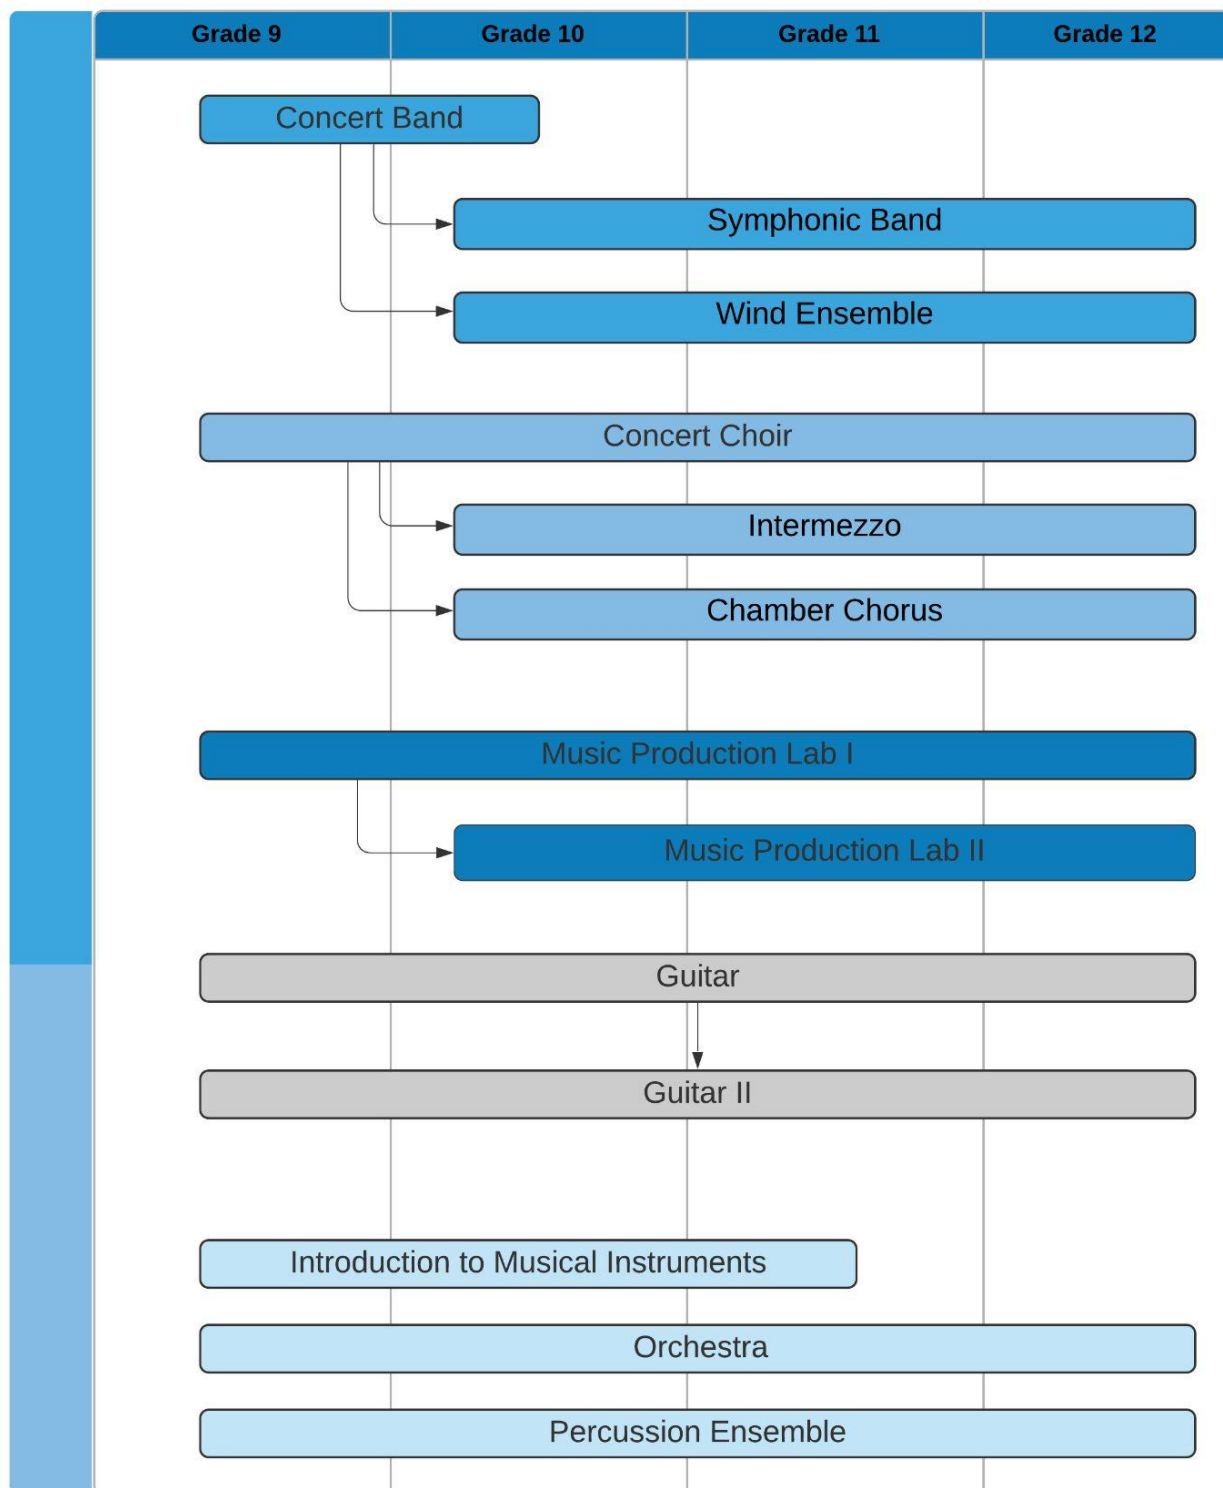 Grade 9 Grade 10 Grade 11 Grade 12
Concert Band
Symphonic Band
Wind Ensemble
Concert Choir
Intermezzo
Chamber Chorus
Music Production Lab I
Music Production Lab II
Guitar
Guitar II
Introduction to Musical Instruments
Orchestra
Percussion Ensemble